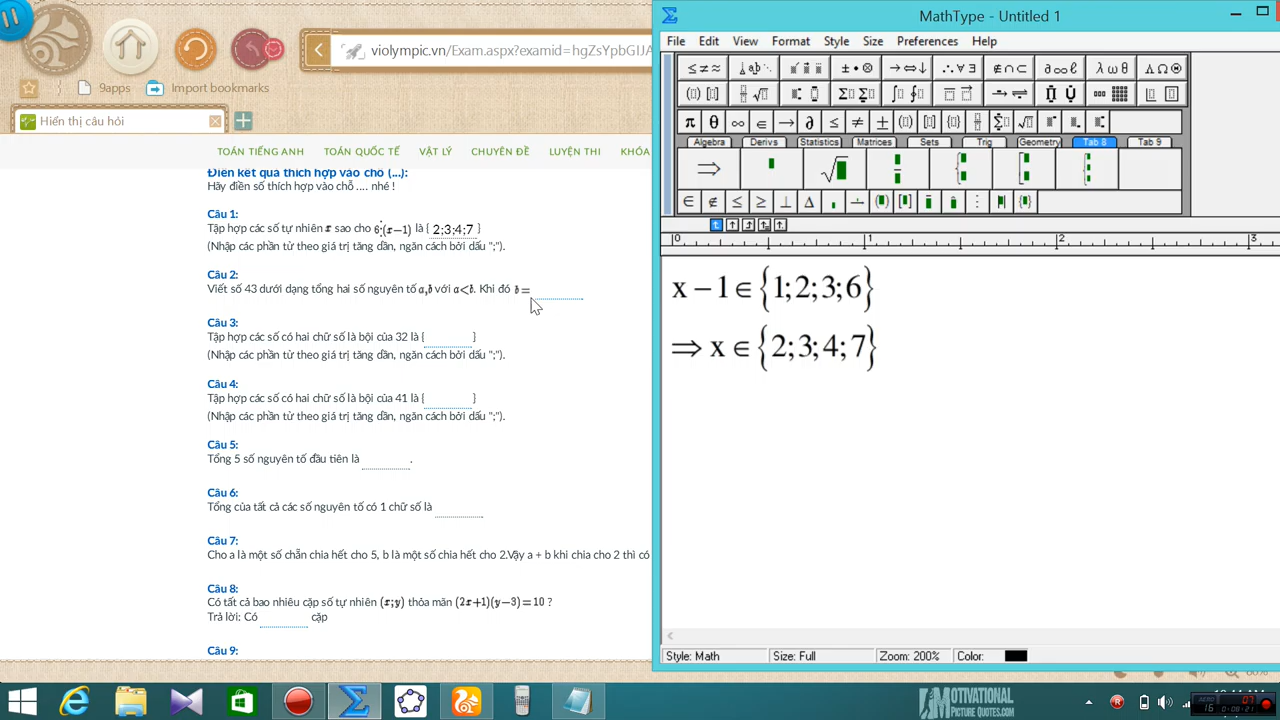 MathType - Untitled 1
violympic.vn/Exam.aspx?examid=hgZsYpbGIJA
File Edit View Format Style Size Preferences Help
9apps Import bookmarks
Hiển thị câu hỏi
Algebra Derivs Statistics Matrices Sets Trig Geometry Tab 8 Tab 9
TOÁN TIẾNG ANH TOÁN QUỐC TẾ VẬT LÝ CHUYÊN ĐỀ LUYỆN THI KHÓA
Điền kết quả thích hợp vào chỗ (...):
Hãy điền số thích hợp vào chỗ .... nhé !
Câu 1:
Tập hợp các số tự nhiên x sao cho 6⋮(x−1) là { 2;3;4;7 }
(Nhập các phần tử theo giá trị tăng dần, ngăn cách bởi dấu ";").
Câu 2:
Viết số 43 dưới dạng tổng hai số nguyên tố a,b với a<b. Khi đó b=
Câu 3:
Tập hợp các số có hai chữ số là bội của 32 là { }
(Nhập các phần tử theo giá trị tăng dần, ngăn cách bởi dấu ";").
Câu 4:
Tập hợp các số có hai chữ số là bội của 41 là { }
(Nhập các phần tử theo giá trị tăng dần, ngăn cách bởi dấu ";").
Câu 5:
Tổng 5 số nguyên tố đầu tiên là .
Câu 6:
Tổng của tất cả các số nguyên tố có 1 chữ số là
Câu 7:
Cho a là một số chẵn chia hết cho 5, b là một số chia hết cho 2.Vậy a + b khi chia cho 2 thì có
Câu 8:
Có tất cả bao nhiêu cặp số tự nhiên (x;y) thỏa mãn (2x+1)(y−3)=10 ?
Trả lời: Có cặp
Câu 9:
0 1 2 3
x − 1 ∈ {1;2;3;6}
⇒ x ∈ {2;3;4;7}
Style: Math Size: Full Zoom: 200% Color:
MOTIVATIONAL
PICTURE QUOTES.COM